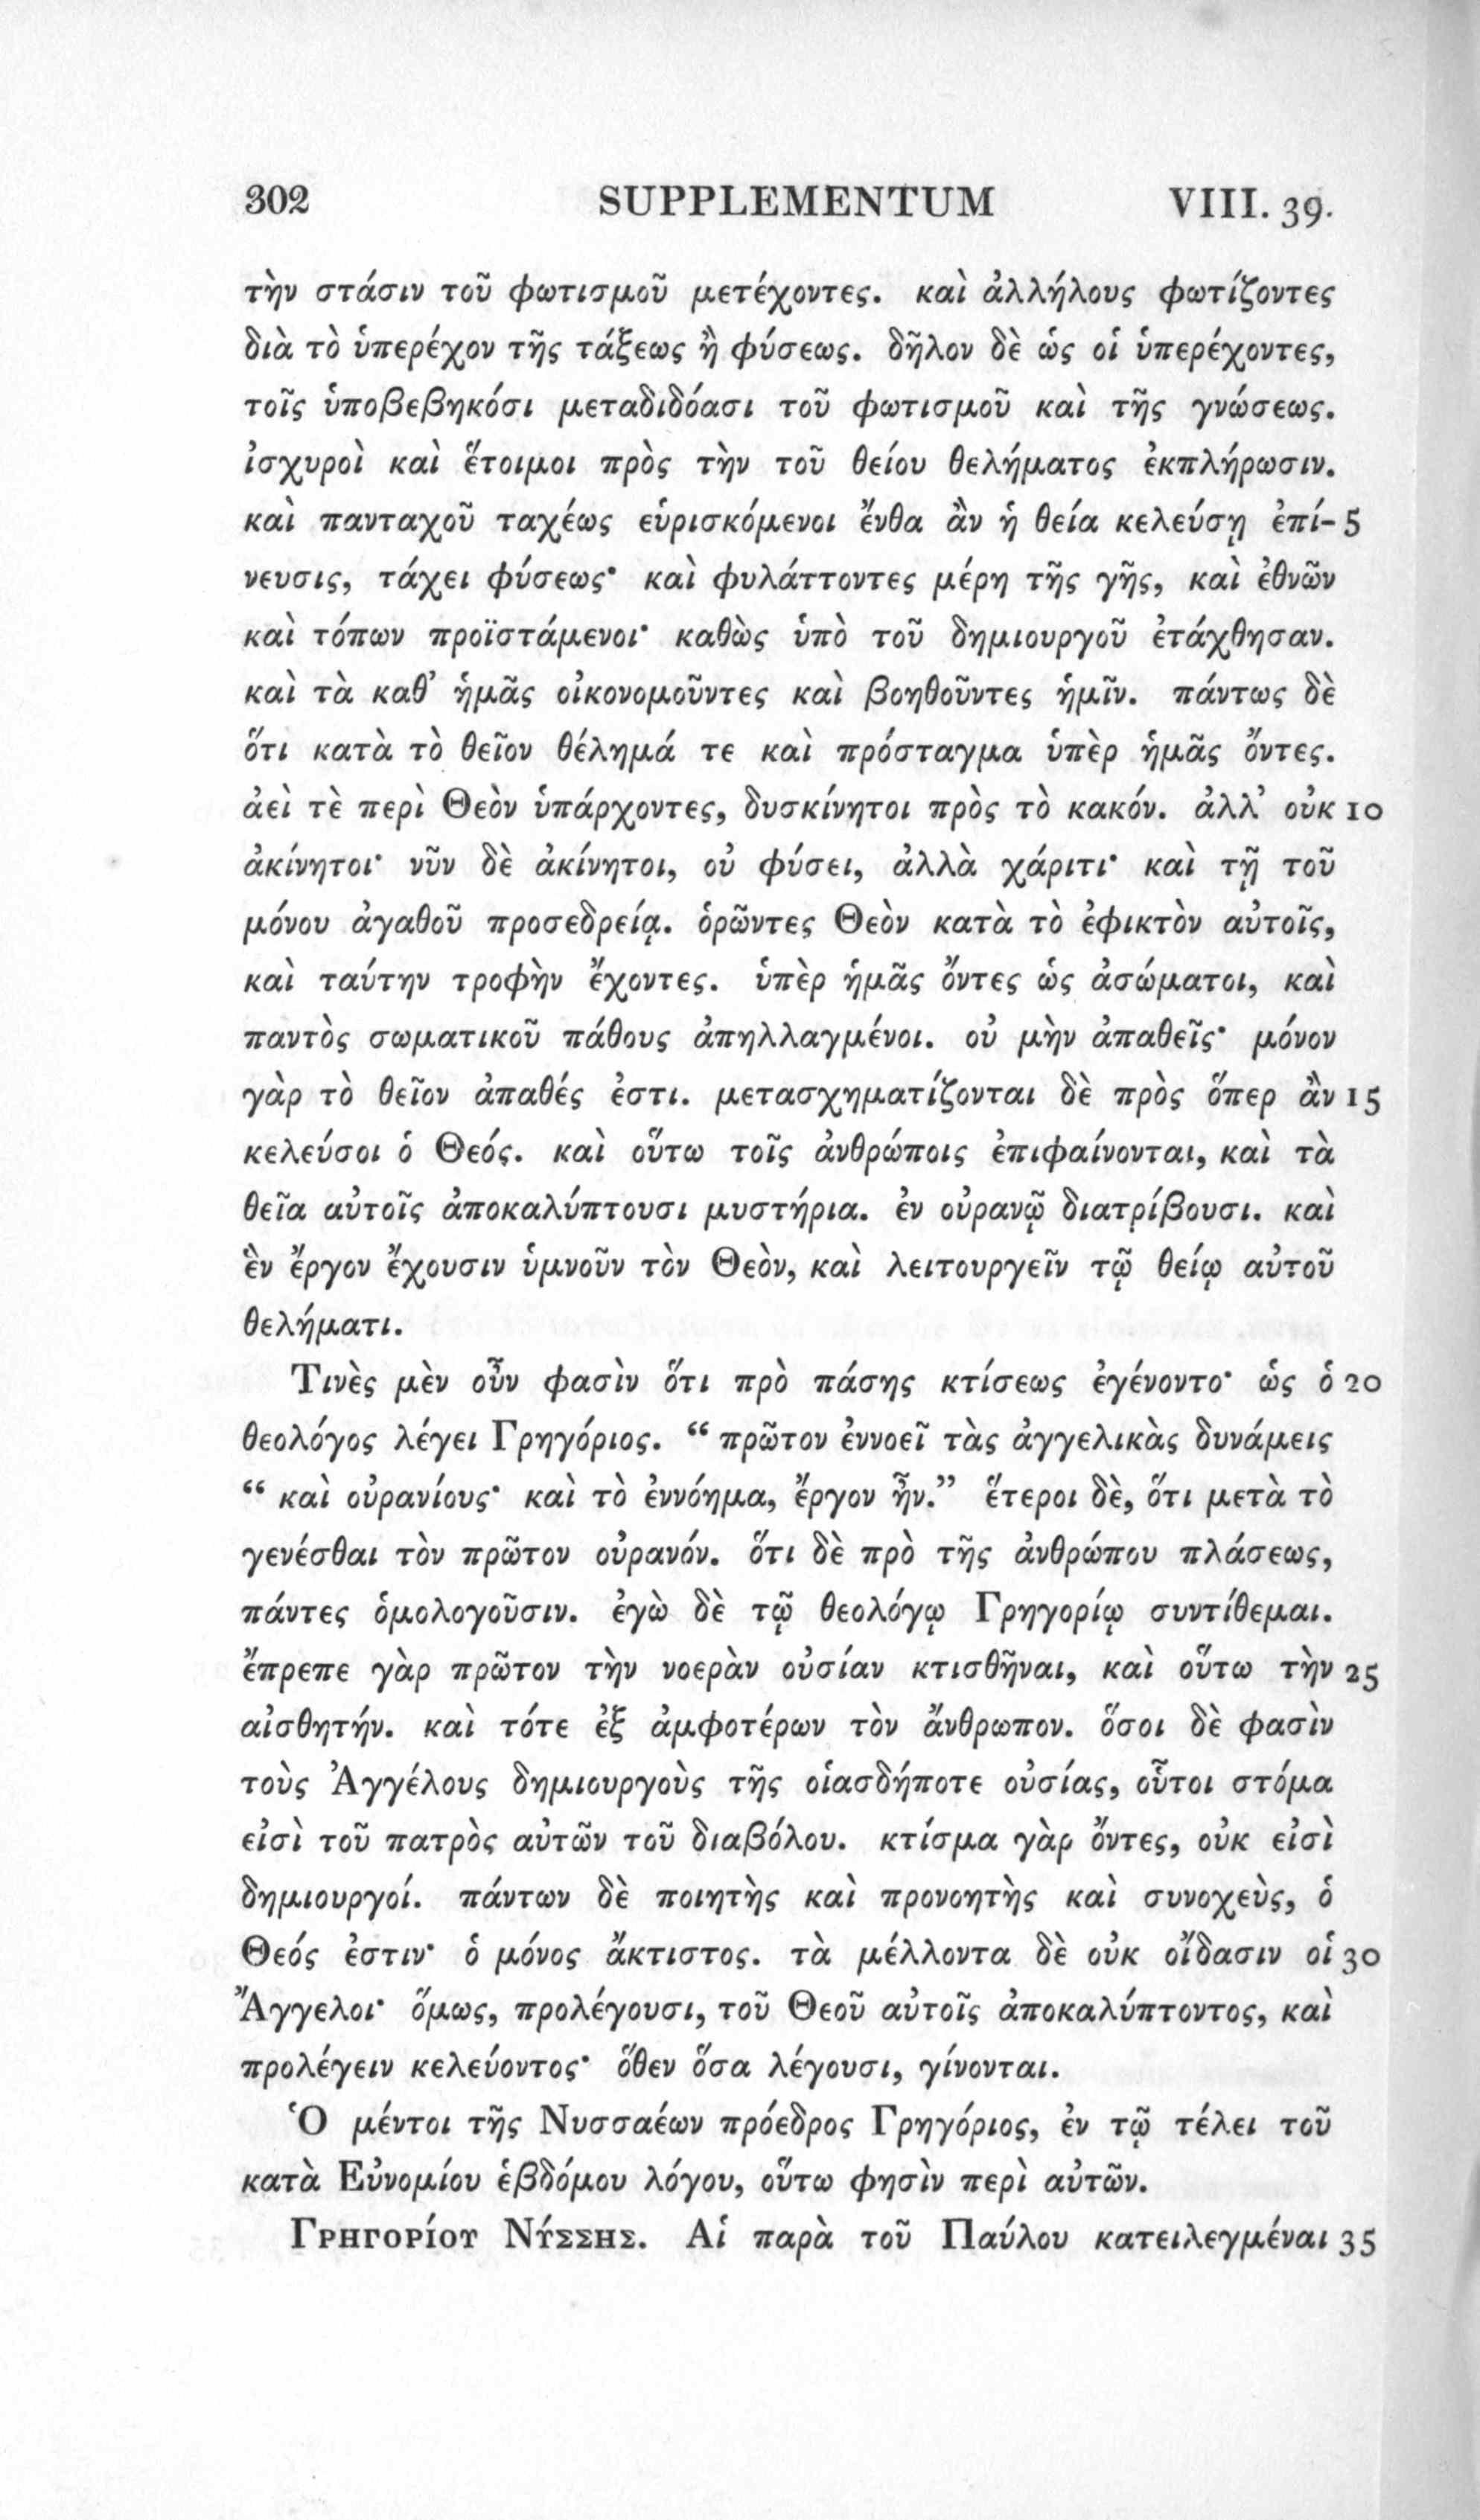 302 SUPPLEMENTUM VIII. 39.
τὴν στάσιν τοῦ φωτισμοῦ μετέχοντες. καὶ ἀλλήλους φωτίζοντες
διὰ τὸ ὑπερέχον τῆς τάξεως ἢ φύσεως. δῆλον δὲ ὡς οἱ ὑπερέχοντες,
τοῖς ὑποβεβηκόσι μεταδιδόασι τοῦ φωτισμοῦ καὶ τῆς γνώσεως.
ἰσχυροὶ καὶ ἕτοιμοι πρὸς τὴν τοῦ θείου θελήματος ἐκπλήρωσιν.
καὶ πανταχοῦ ταχέως εὑρισκόμενοι ἔνθα ἂν ἡ θεία κελεύσῃ ἐπί- 5
νευσις, τάχει φύσεως· καὶ φυλάττοντες μέρη τῆς γῆς, καὶ ἐθνῶν
καὶ τόπων προϊστάμενοι· καθὼς ὑπὸ τοῦ δημιουργοῦ ἐτάχθησαν.
καὶ τὰ καθ’ ἡμᾶς οἰκονομοῦντες καὶ βοηθοῦντες ἡμῖν. πάντως δὲ
ὅτι κατὰ τὸ θεῖον θέλημά τε καὶ πρόσταγμα ὑπὲρ ἡμᾶς ὄντες.
ἀεὶ τὲ περὶ Θεὸν ὑπάρχοντες, δυσκίνητοι πρὸς τὸ κακόν. ἀλλ’ οὐκ 10
ἀκίνητοι· νῦν δὲ ἀκίνητοι, οὐ φύσει, ἀλλὰ χάριτι· καὶ τῇ τοῦ
μόνου ἀγαθοῦ προσεδρείᾳ. ὁρῶντες Θεὸν κατὰ τὸ ἐφικτὸν αὐτοῖς,
καὶ ταύτην τροφὴν ἔχοντες. ὑπὲρ ἡμᾶς ὄντες ὡς ἀσώματοι, καὶ
παντὸς σωματικοῦ πάθους ἀπηλλαγμένοι. οὐ μὴν ἀπαθεῖς· μόνον
γὰρ τὸ θεῖον ἀπαθές ἐστι. μετασχηματίζονται δὲ πρὸς ὅπερ ἂν 15
κελεύσοι ὁ Θεός. καὶ οὕτω τοῖς ἀνθρώποις ἐπιφαίνονται, καὶ τὰ
θεῖα αὐτοῖς ἀποκαλύπτουσι μυστήρια. ἐν οὐρανῷ διατρίβουσι. καὶ
ἓν ἔργον ἔχουσιν ὑμνοῦν τὸν Θεὸν, καὶ λειτουργεῖν τῷ θείῳ αὐτοῦ
θελήματι.
Τινὲς μὲν οὖν φασὶν ὅτι πρὸ πάσης κτίσεως ἐγένοντο· ὡς ὁ 20
θεολόγος λέγει Γρηγόριος. “ πρῶτον ἐννοεῖ τὰς ἀγγελικὰς δυνάμεις
“ καὶ οὐρανίους· καὶ τὸ ἐννόημα, ἔργον ἦν.” ἕτεροι δὲ, ὅτι μετὰ τὸ
γενέσθαι τὸν πρῶτον οὐρανόν. ὅτι δὲ πρὸ τῆς ἀνθρώπου πλάσεως,
πάντες ὁμολογοῦσιν. ἐγὼ δὲ τῷ θεολόγῳ Γρηγορίῳ συντίθεμαι.
ἔπρεπε γὰρ πρῶτον τὴν νοερὰν οὐσίαν κτισθῆναι, καὶ οὕτω τὴν 25
αἰσθητήν. καὶ τότε ἐξ ἀμφοτέρων τὸν ἄνθρωπον. ὅσοι δὲ φασὶν
τοὺς Ἀγγέλους δημιουργοὺς τῆς οἱασδήποτε οὐσίας, οὗτοι στόμα
εἰσὶ τοῦ πατρὸς αὐτῶν τοῦ διαβόλου. κτίσμα γὰρ ὄντες, οὐκ εἰσὶ
δημιουργοί. πάντων δὲ ποιητὴς καὶ προνοητὴς καὶ συνοχεὺς, ὁ
Θεός ἐστιν· ὁ μόνος ἄκτιστος. τὰ μέλλοντα δὲ οὐκ οἴδασιν οἱ 30
Ἄγγελοι· ὅμως, προλέγουσι, τοῦ Θεοῦ αὐτοῖς ἀποκαλύπτοντος, καὶ
προλέγειν κελεύοντος· ὅθεν ὅσα λέγουσι, γίνονται.
Ὁ μέντοι τῆς Νυσσαέων πρόεδρος Γρηγόριος, ἐν τῷ τέλει τοῦ
κατὰ Εὐνομίου ἑβδόμου λόγου, οὕτω φησὶν περὶ αὐτῶν.
ΓΡΗΓΟΡίΟΥ ΝΎΣΣΗΣ. Αἱ παρὰ τοῦ Παύλου κατειλεγμέναι 35